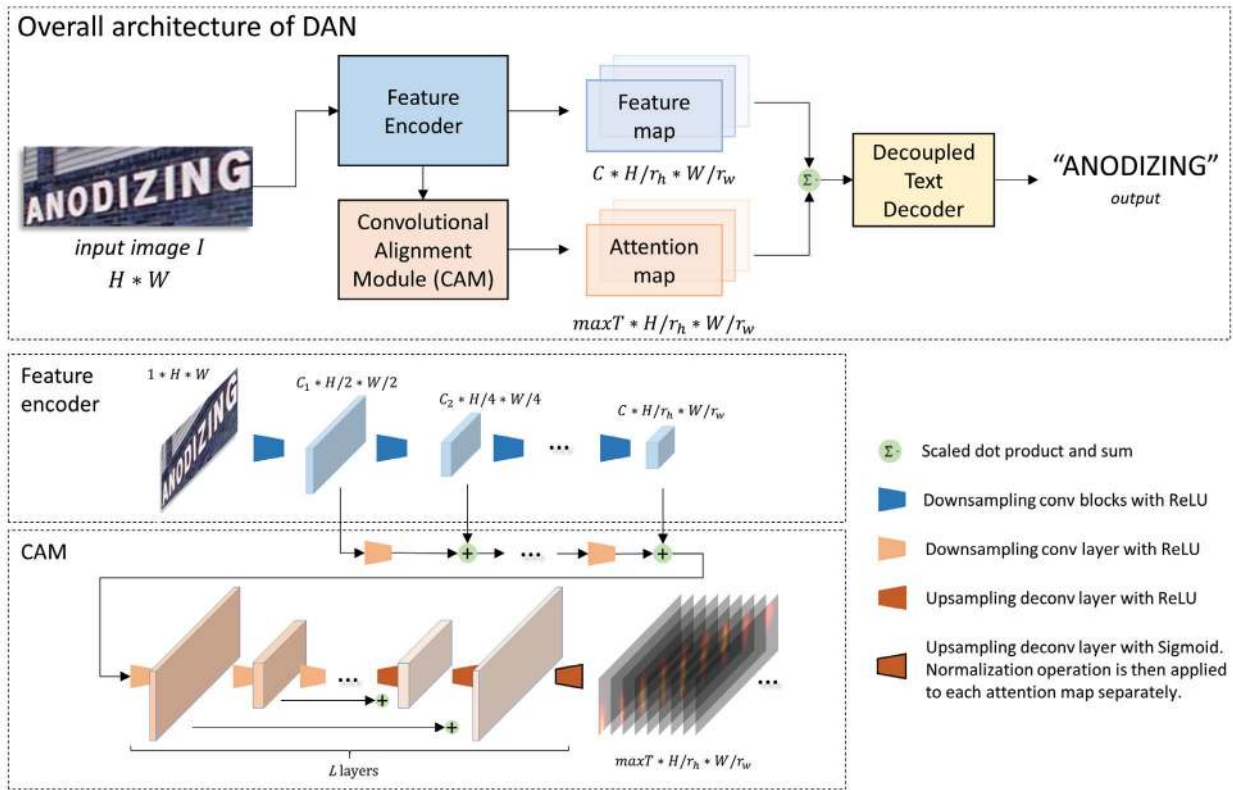 Overall architecture of DAN
Feature
Encoder
Feature
map
C * H/r_h * W/r_w
ANODIZING
input image I
H * W
Convolutional
Alignment
Module (CAM)
Attention
map
maxT * H/r_h * W/r_w
Σ·
Decoupled
Text
Decoder
“ANODIZING”
output
Feature
encoder
1 * H * W
ANODIZING
C₁ * H/2 * W/2
C₂ * H/4 * W/4
...
C * H/r_h * W/r_w
CAM
+
...
+
...
+
+
L layers
...
maxT * H/r_h * W/r_w
Σ· Scaled dot product and sum
Downsampling conv blocks with ReLU
Downsampling conv layer with ReLU
Upsampling deconv layer with ReLU
Upsampling deconv layer with Sigmoid.
Normalization operation is then applied
to each attention map separately.